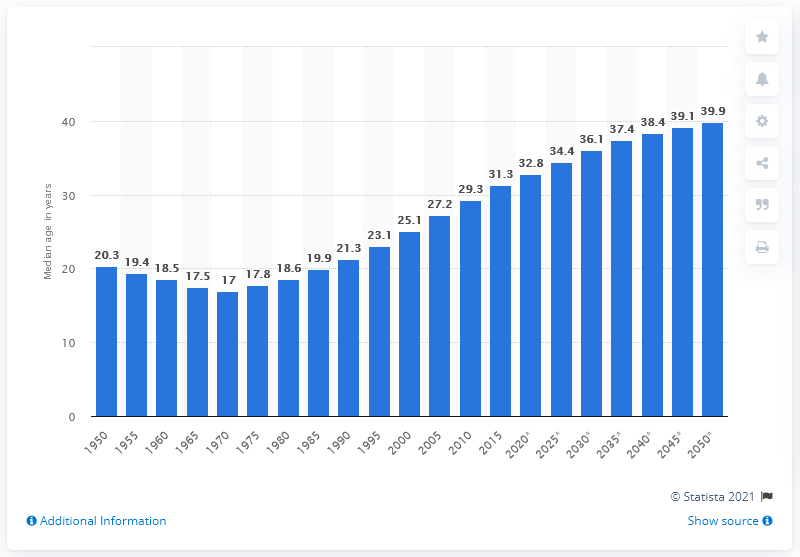 Median age in years
40
30
20
10
0
20.3 19.4 18.5 17.5 17 17.8 18.6 19.9 21.3 23.1 25.1 27.2 29.3 31.3 32.8 34.4 36.1 37.4 38.4 39.1 39.9
1950 1955 1960 1965 1970 1975 1980 1985 1990 1995 2000 2005 2010 2015 2020* 2025* 2030* 2035* 2040* 2045* 2050*
© Statista 2021
Additional Information
Show source